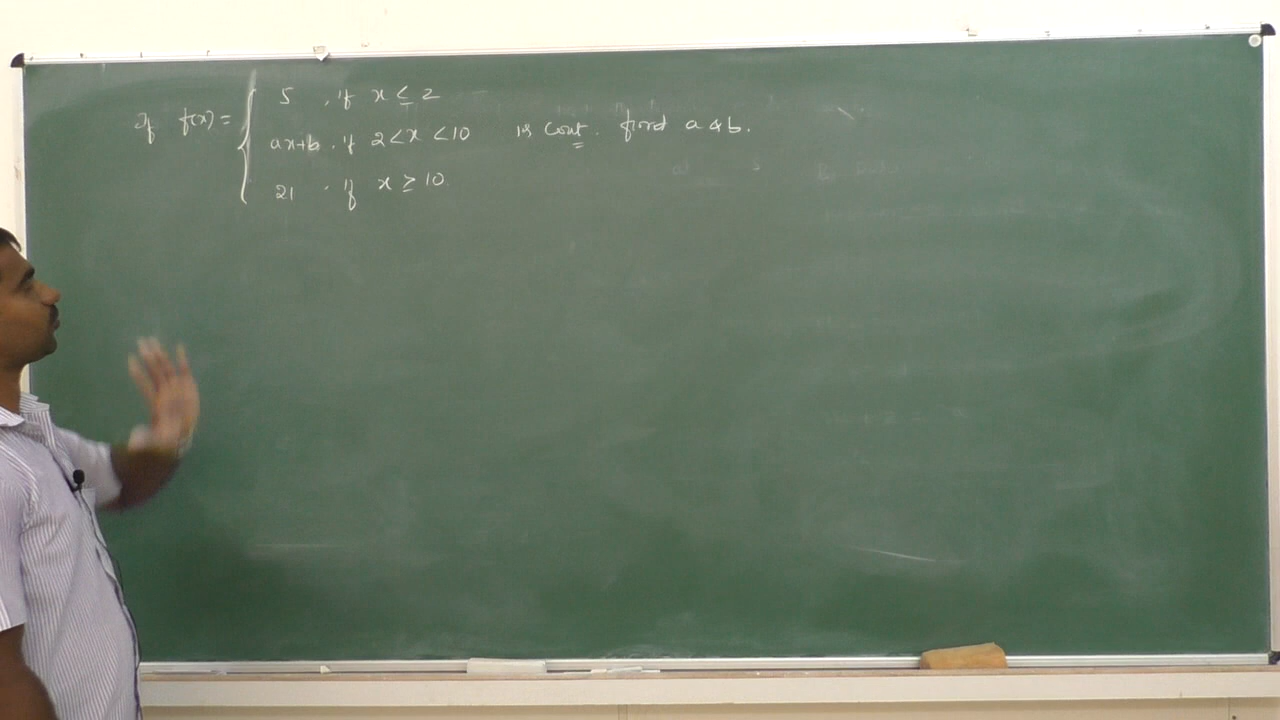 5 , if x ≤ 2
If f(x) = { ax+b , if 2 < x < 10 is cont. find a & b.
21 , if x ≥ 10.